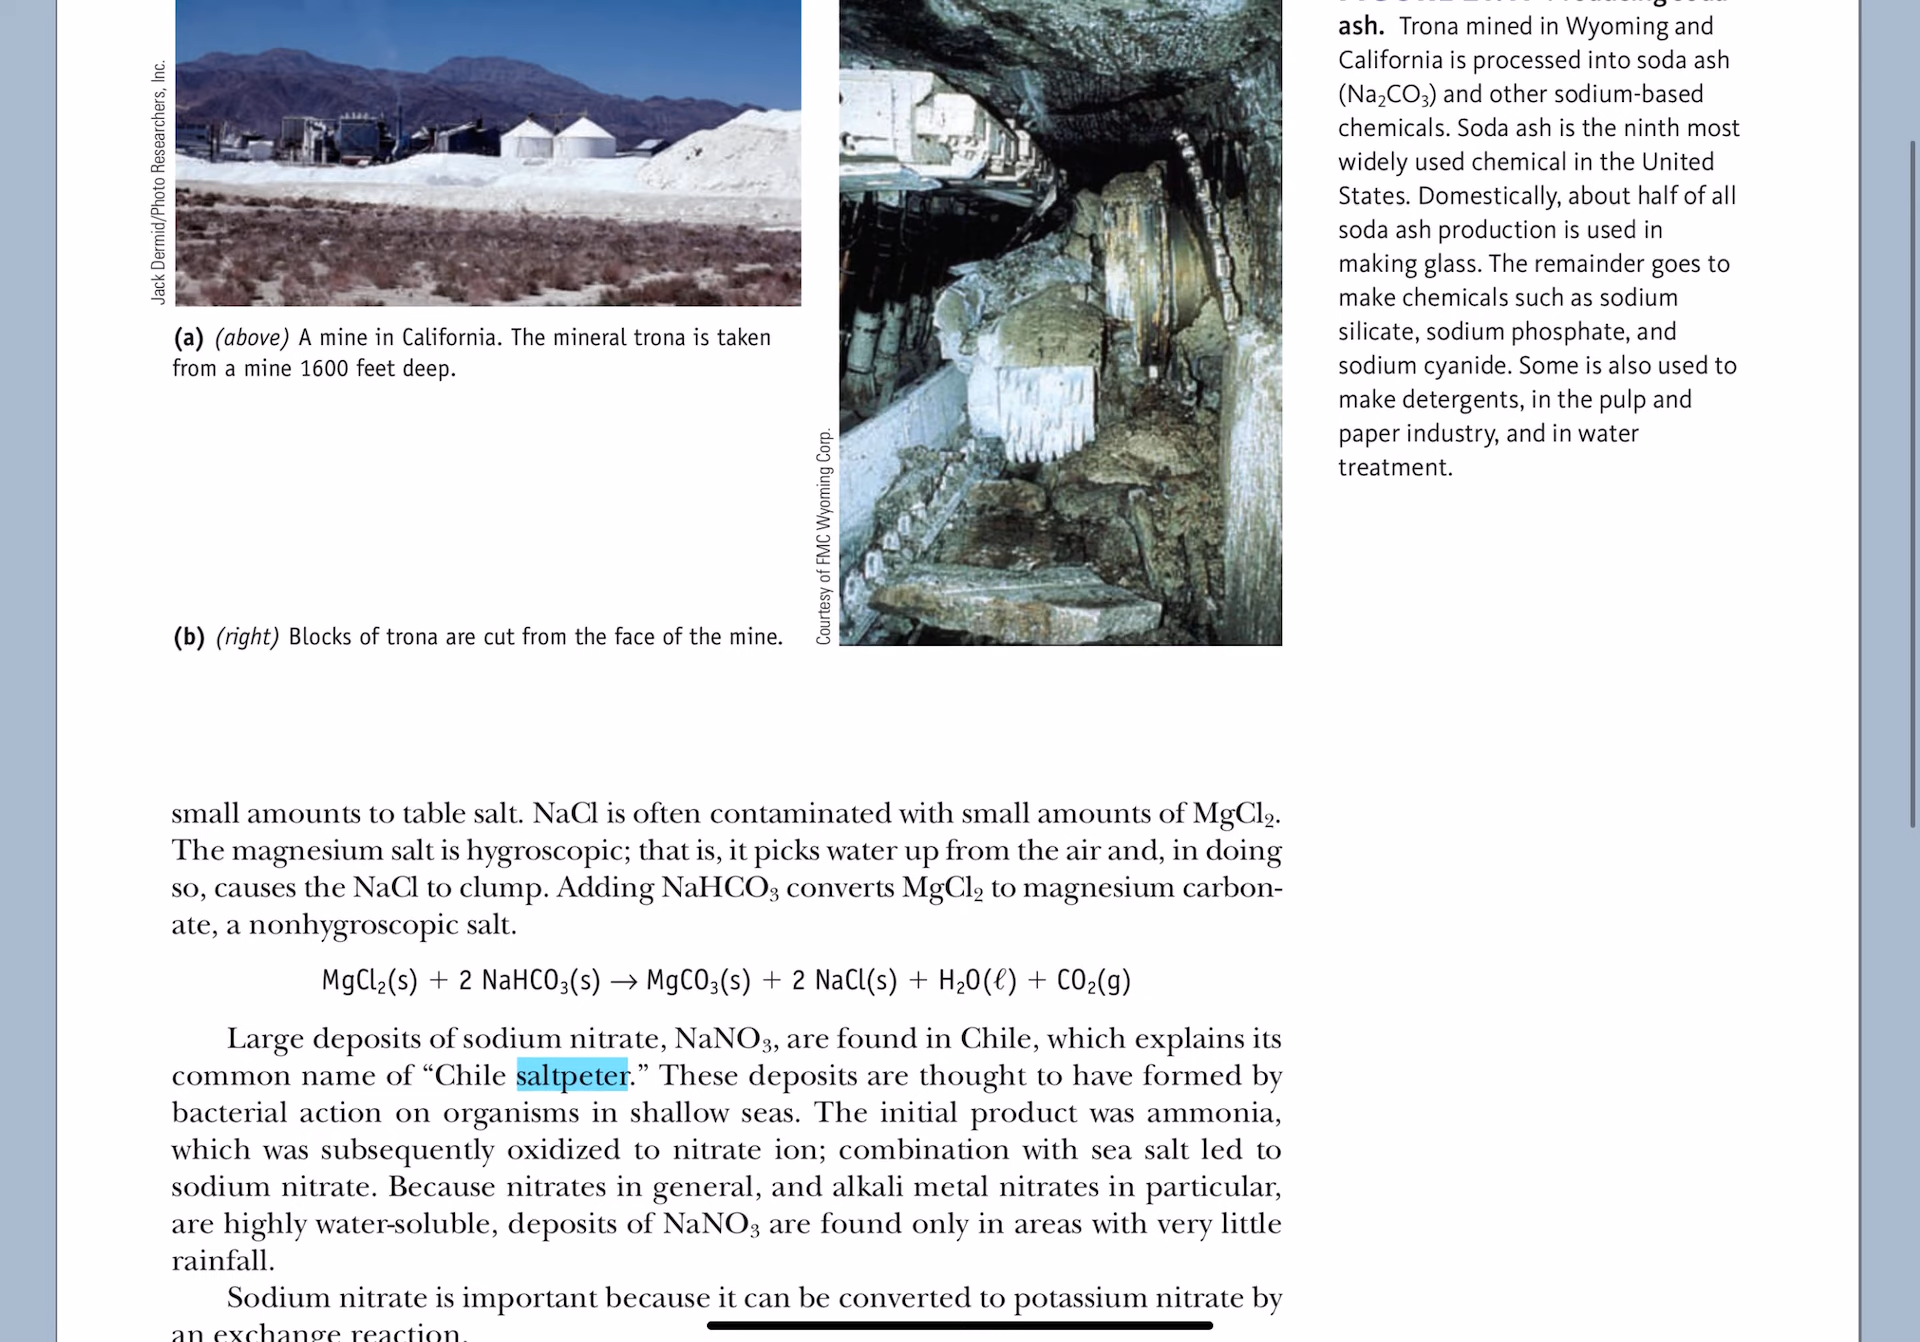 Jack Dermid/Photo Researchers, Inc.
(a) (above) A mine in California. The mineral trona is taken
from a mine 1600 feet deep.
Courtesy of FMC Wyoming Corp.
(b) (right) Blocks of trona are cut from the face of the mine.
ash. Trona mined in Wyoming and
California is processed into soda ash
(Na₂CO₃) and other sodium-based
chemicals. Soda ash is the ninth most
widely used chemical in the United
States. Domestically, about half of all
soda ash production is used in
making glass. The remainder goes to
make chemicals such as sodium
silicate, sodium phosphate, and
sodium cyanide. Some is also used to
make detergents, in the pulp and
paper industry, and in water
treatment.
small amounts to table salt. NaCl is often contaminated with small amounts of MgCl₂.
The magnesium salt is hygroscopic; that is, it picks water up from the air and, in doing
so, causes the NaCl to clump. Adding NaHCO₃ converts MgCl₂ to magnesium carbon-
ate, a nonhygroscopic salt.
MgCl₂(s) + 2 NaHCO₃(s) → MgCO₃(s) + 2 NaCl(s) + H₂O(ℓ) + CO₂(g)
Large deposits of sodium nitrate, NaNO₃, are found in Chile, which explains its
common name of “Chile saltpeter.” These deposits are thought to have formed by
bacterial action on organisms in shallow seas. The initial product was ammonia,
which was subsequently oxidized to nitrate ion; combination with sea salt led to
sodium nitrate. Because nitrates in general, and alkali metal nitrates in particular,
are highly water-soluble, deposits of NaNO₃ are found only in areas with very little
rainfall.
Sodium nitrate is important because it can be converted to potassium nitrate by
an exchange reaction.